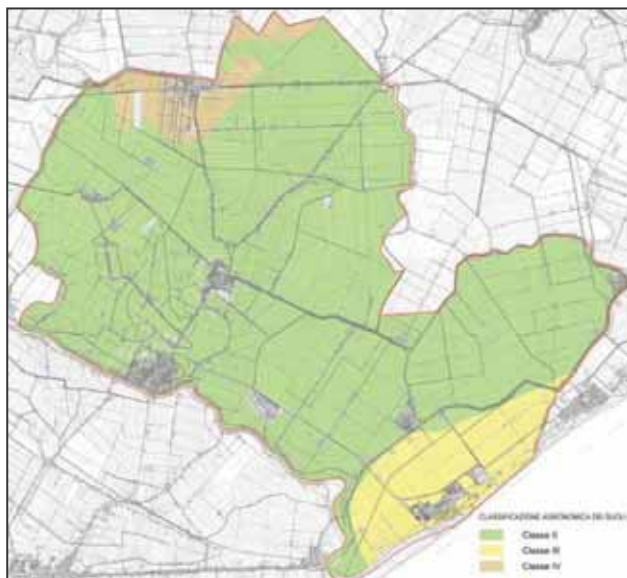 CLASSIFICAZIONE AGRONOMICA DEI SUOLI
Classe II
Classe III
Classe IV